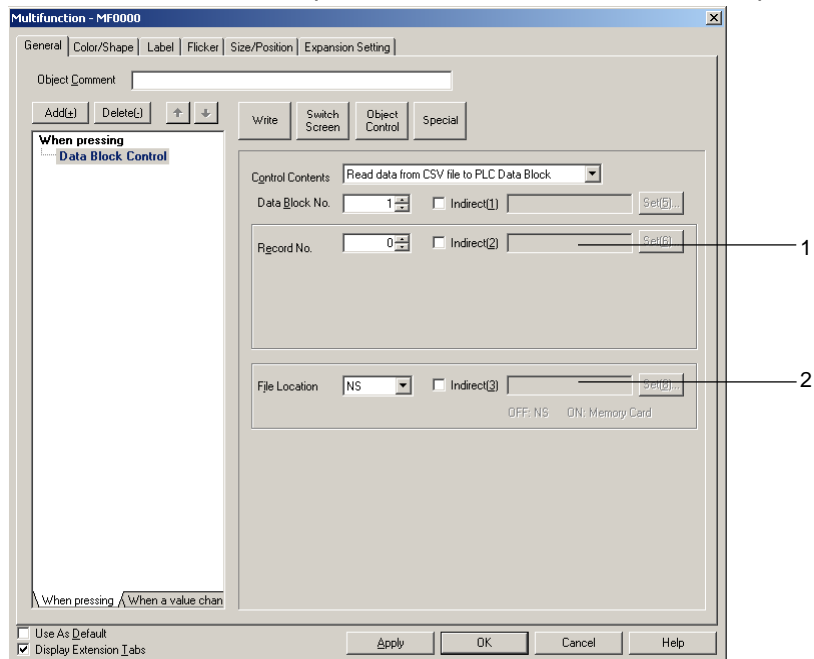 Multifunction - MF0000
General Color/Shape Label Flicker Size/Position Expansion Setting
Object Comment
Add(+) Delete(-)
Write Switch Screen Object Control Special
When pressing
Data Block Control
Control Contents Read data from CSV file to PLC Data Block
Data Block No. 1 Indirect(1) Set(5)...
Record No. 0 Indirect(2) Set(6)... 1
File Location NS Indirect(3) Set(8)... 2
OFF: NS ON: Memory Card
When pressing When a value chan
Use As Default
Display Extension Tabs
Apply OK Cancel Help